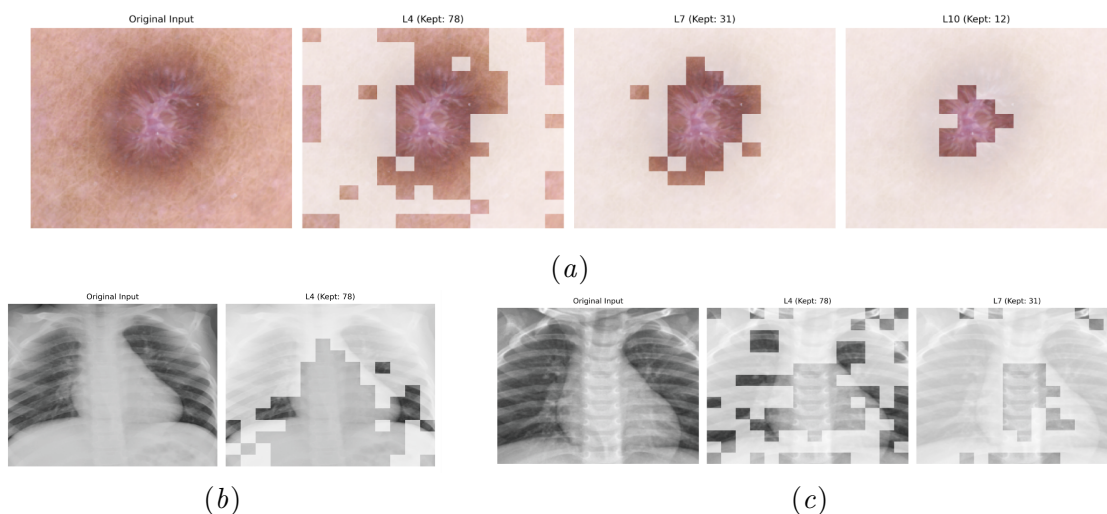 Original Input L4 (Kept: 78) L7 (Kept: 31) L10 (Kept: 12)
(a)
Original Input L4 (Kept: 78)
(b)
Original Input L4 (Kept: 78) L7 (Kept: 31)
(c)